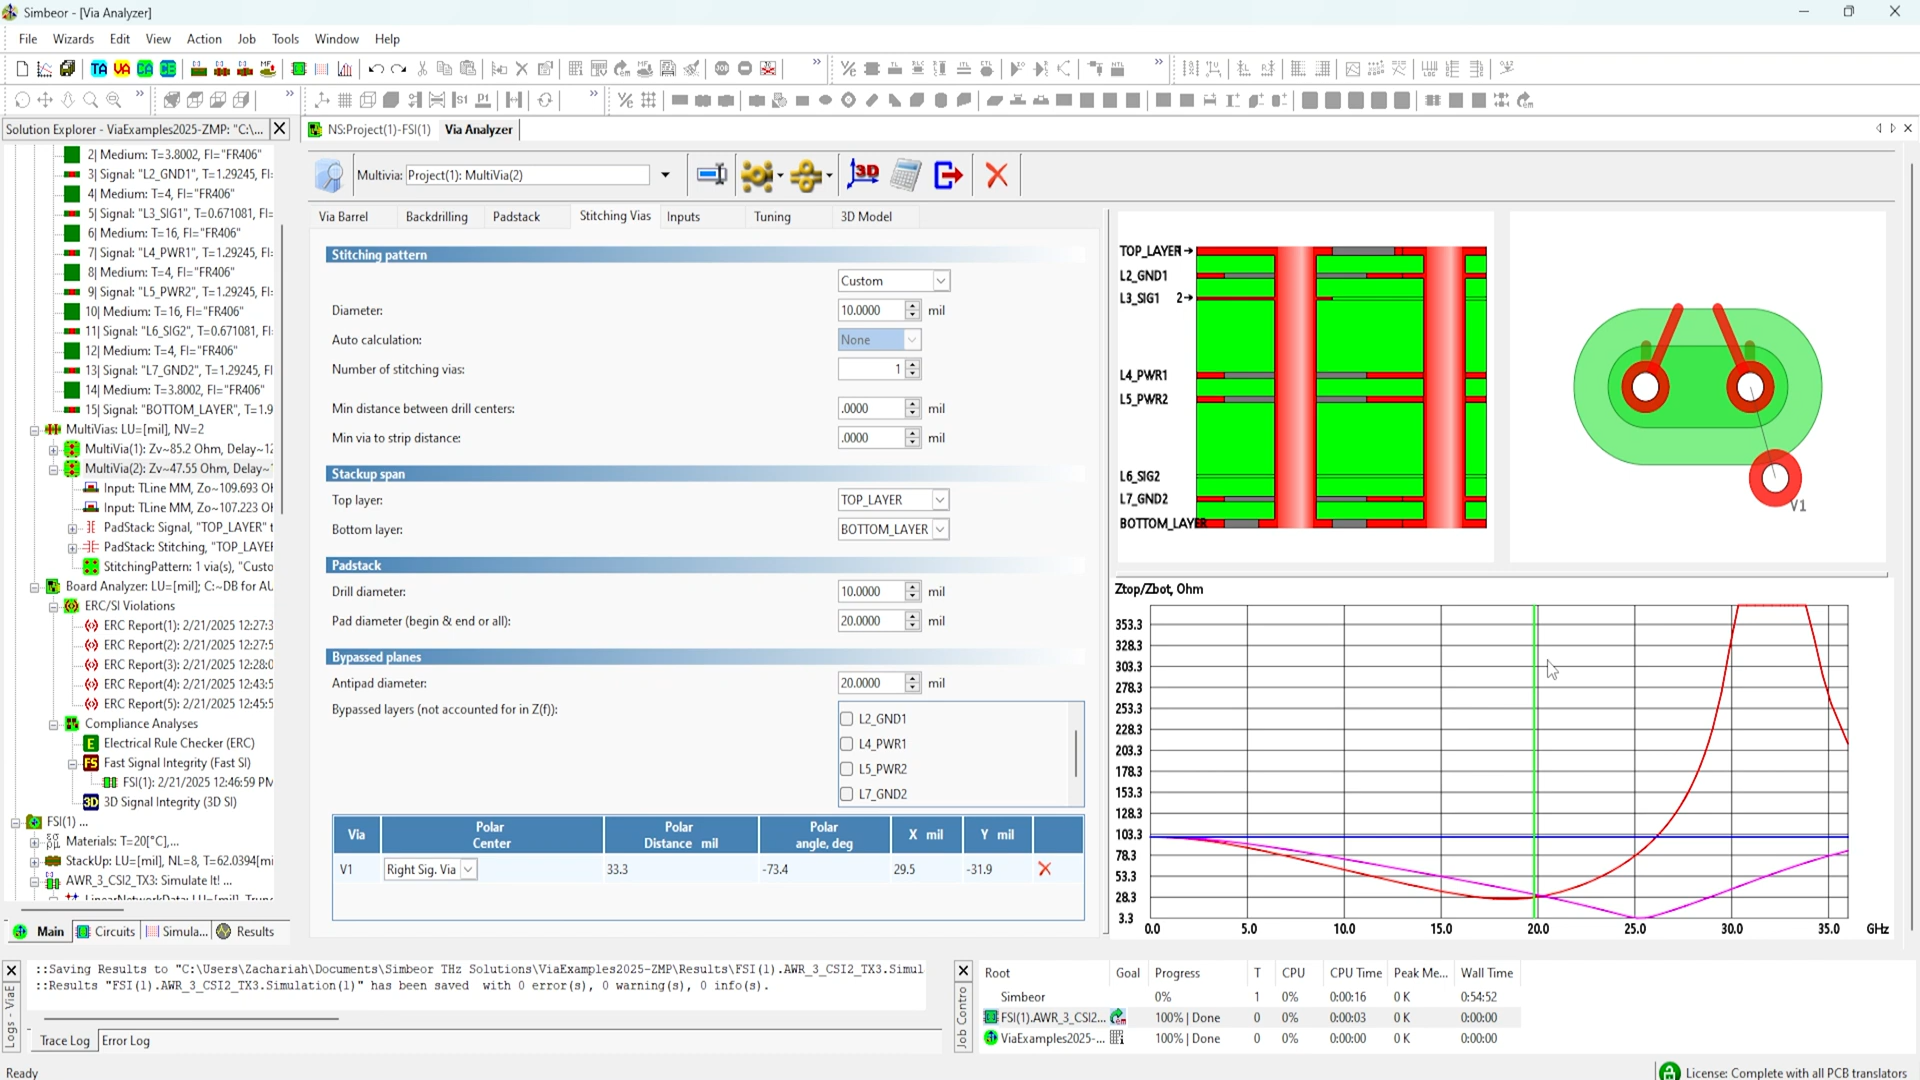 Simbeor - [Via Analyzer]
File Wizards Edit View Action Job Tools Window Help
TA VA CA CB
Solution Explorer - ViaExamples2025-ZMP: "C:\...
NS:Project(1)-FSI(1) Via Analyzer
2| Medium: T=3.8002, Fl="FR406"
3| Signal: "L2_GND1", T=1.29245, Fl:
4| Medium: T=4, Fl="FR406"
5| Signal: "L3_SIG1", T=0.671081, Fl:
6| Medium: T=16, Fl="FR406"
7| Signal: "L4_PWR1", T=1.29245, Fl:
8| Medium: T=4, Fl="FR406"
9| Signal: "L5_PWR2", T=1.29245, Fl:
10| Medium: T=16, Fl="FR406"
11| Signal: "L6_SIG2", T=0.671081, Fl:
12| Medium: T=4, Fl="FR406"
13| Signal: "L7_GND2", T=1.29245, Fl:
14| Medium: T=3.8002, Fl="FR406"
15| Signal: "BOTTOM_LAYER", T=1.9
MultiVias: LU=[mil], NV=2
MultiVia(1): Zv~85.2 Ohm, Delay~12
MultiVia(2): Zv~47.55 Ohm, Delay~
Input: TLine MM, Zo~109.693 Oh
Input: TLine MM, Zo~107.223 Oh
PadStack: Signal, "TOP_LAYER" t
PadStack: Stitching, "TOP_LAYER
StitchingPattern: 1 via(s), "Custo
Board Analyzer: LU=[mil]; C:~DB for AU
ERC/SI Violations
ERC Report(1): 2/21/2025 12:27:3
ERC Report(2): 2/21/2025 12:27:5
ERC Report(3): 2/21/2025 12:28:0
ERC Report(4): 2/21/2025 12:43:5
ERC Report(5): 2/21/2025 12:45:5
Compliance Analyses
Electrical Rule Checker (ERC)
Fast Signal Integrity (Fast SI)
FSI(1): 2/21/2025 12:46:59 PM
3D Signal Integrity (3D SI)
FSI(1) ...
Materials: T=20[°C],...
StackUp: LU=[mil], NL=8, T=62.0394[mi
AWR_3_CSI2_TX3: Simulate It! ...
Main Circuits Simula... Results
Multivia: Project(1): MultiVia(2)
3D
Via Barrel Backdrilling Padstack Stitching Vias Inputs Tuning 3D Model
Stitching pattern
Custom
Diameter: 10.0000 mil
Auto calculation: None
Number of stitching vias: 1
Min distance between drill centers: .0000 mil
Min via to strip distance: .0000 mil
Stackup span
Top layer: TOP_LAYER
Bottom layer: BOTTOM_LAYER
Padstack
Drill diameter: 10.0000 mil
Pad diameter (begin & end or all): 20.0000 mil
Bypassed planes
Antipad diameter: 20.0000 mil
Bypassed layers (not accounted for in Z(f)):
L2_GND1
L4_PWR1
L5_PWR2
L7_GND2
Via Polar Center Polar Distance mil Polar angle, deg X mil Y mil
V1 Right Sig. Via 33.3 -73.4 29.5 -31.9
TOP_LAYER
L2_GND1
L3_SIG1 2
L4_PWR1
L5_PWR2
L6_SIG2
L7_GND2
BOTTOM_LAYER
V1
Ztop/Zbot, Ohm
353.3
328.3
303.3
278.3
253.3
228.3
203.3
178.3
153.3
128.3
103.3
78.3
53.3
28.3
3.3
0.0 5.0 10.0 15.0 20.0 25.0 30.0 35.0 GHz
Logs - ViaE
::Saving Results to "C:\Users\Zachariah\Documents\Simbeor THz Solutions\ViaExamples2025-ZMP\Results\FSI(1).AWR_3_CSI2_TX3.Simul
::Results "FSI(1).AWR_3_CSI2_TX3.Simulation(1)" has been saved with 0 error(s), 0 warning(s), 0 info(s).
Trace Log Error Log
Job Contro
Root Goal Progress T CPU CPU Time Peak Me... Wall Time
Simbeor 0% 1 0% 0:00:16 0 K 0:54:52
FSI(1).AWR_3_CSI2... 100% | Done 0 0% 0:00:03 0 K 0:00:00
ViaExamples2025-... 100% | Done 0 0% 0:00:00 0 K 0:00:00
Ready
License: Complete with all PCB translators